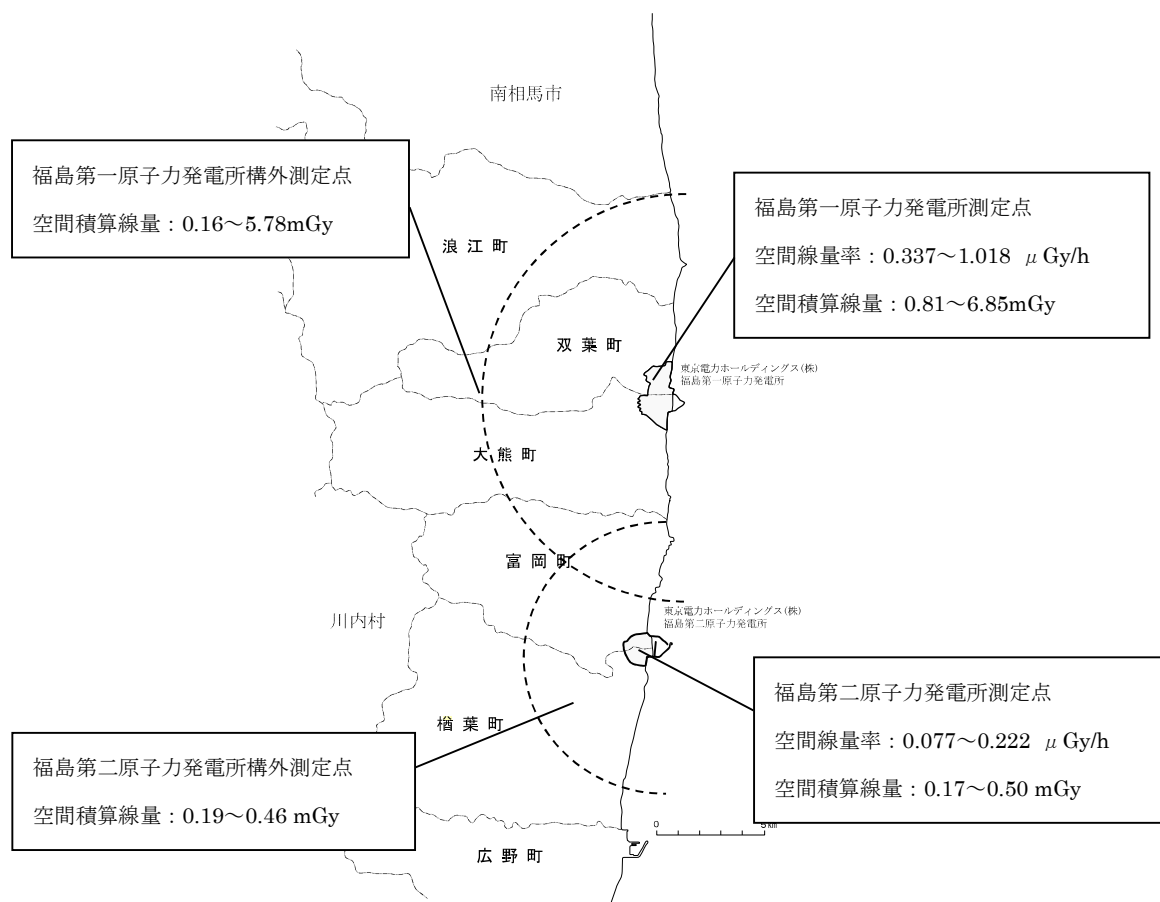 南相馬市
福島第一原子力発電所構外測定点
空間積算線量：0.16～5.78mGy
福島第一原子力発電所測定点
空間線量率：0.337～1.018 μGy/h
空間積算線量：0.81～6.85mGy
浪江町
双葉町
東京電力ホールディングス(株)
福島第一原子力発電所
大熊町
富岡町
川内村
東京電力ホールディングス(株)
福島第二原子力発電所
福島第二原子力発電所測定点
空間線量率：0.077～0.222 μGy/h
空間積算線量：0.17～0.50 mGy
楢葉町
福島第二原子力発電所構外測定点
空間積算線量：0.19～0.46 mGy
0
広野町